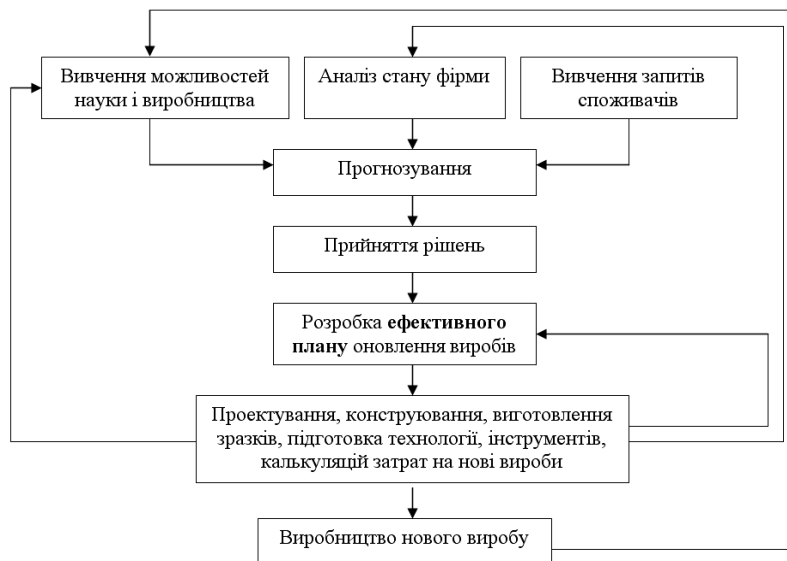 Вивчення можливостей
науки і виробництва
Аналіз стану фірми
Вивчення запитів
споживачів
Прогнозування
Прийняття рішень
Розробка ефективного
плану оновлення виробів
Проектування, конструювання, виготовлення
зразків, підготовка технології, інструментів,
калькуляцій затрат на нові вироби
Виробництво нового виробу